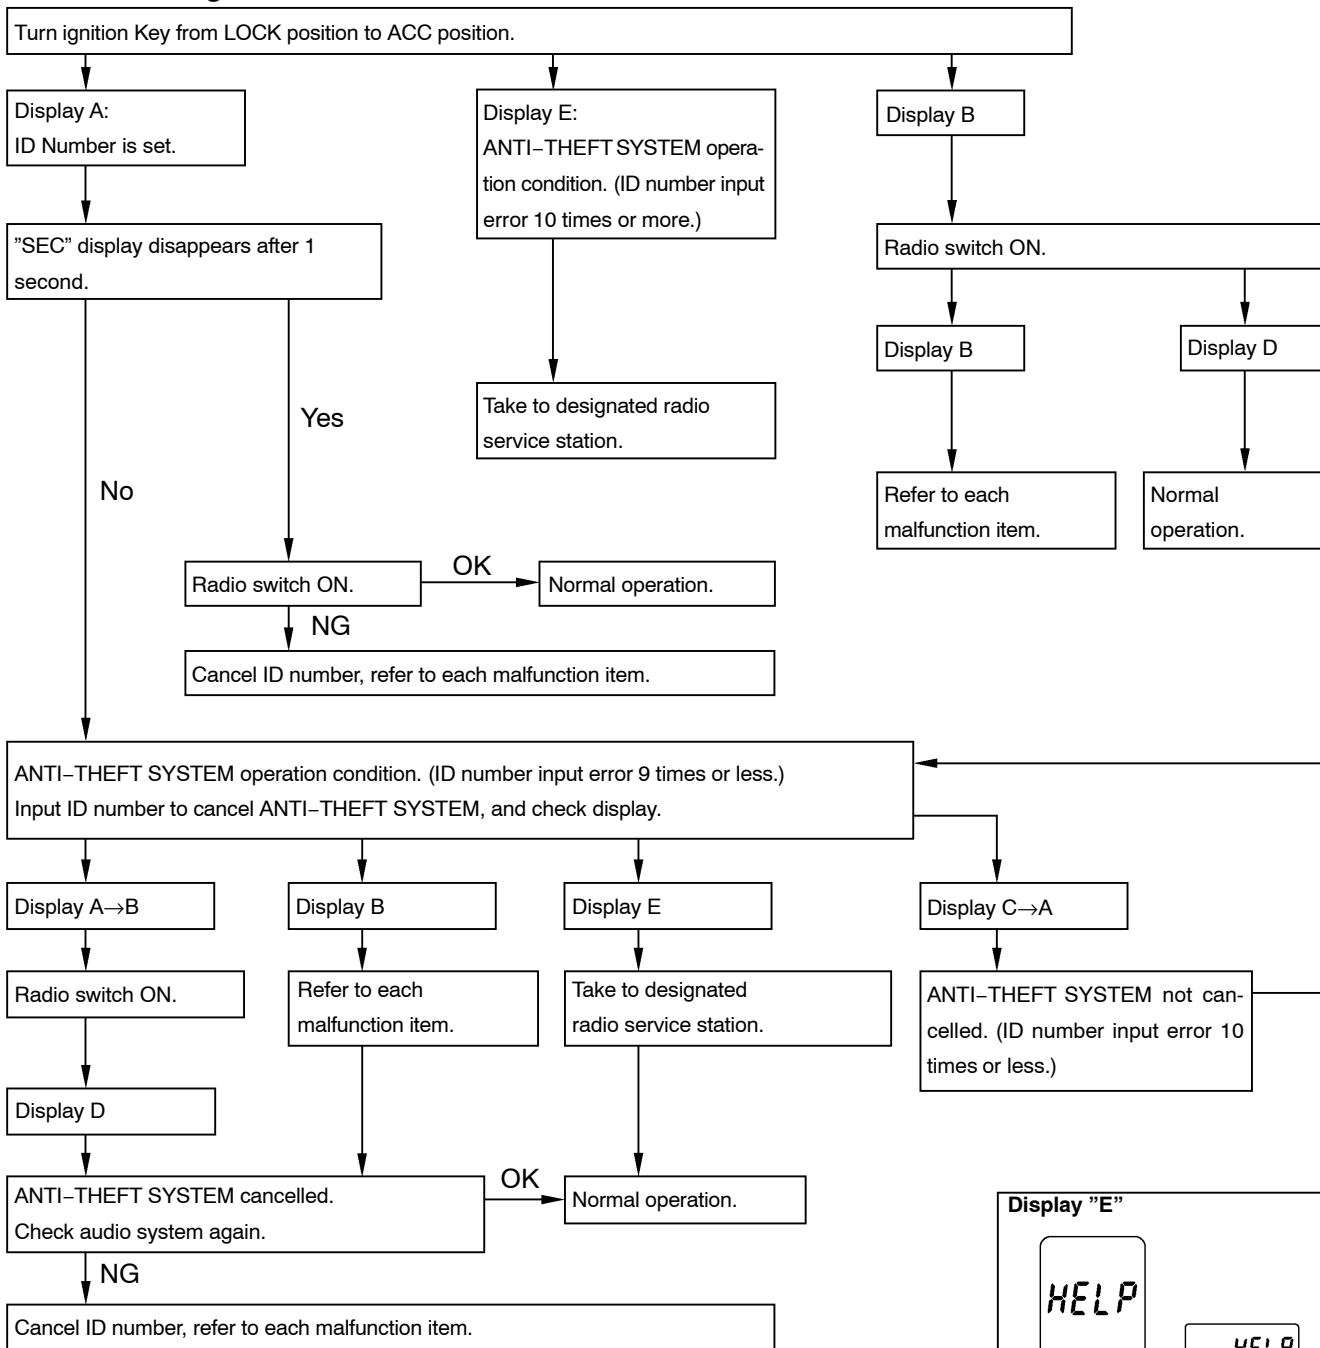 Turn ignition Key from LOCK position to ACC position.
Display A:
ID Number is set.
Display E:
ANTI–THEFT SYSTEM opera-
tion condition. (ID number input
error 10 times or more.)
Display B
"SEC" display disappears after 1
second.
Radio switch ON.
Display B
Display D
Take to designated radio
service station.
Yes
No
Refer to each
malfunction item.
Normal
operation.
Radio switch ON.
OK
Normal operation.
NG
Cancel ID number, refer to each malfunction item.
ANTI–THEFT SYSTEM operation condition. (ID number input error 9 times or less.)
Input ID number to cancel ANTI–THEFT SYSTEM, and check display.
Display A→B
Display B
Display E
Display C→A
Radio switch ON.
Refer to each
malfunction item.
Take to designated
radio service station.
ANTI–THEFT SYSTEM not can-
celled. (ID number input error 10
times or less.)
Display D
ANTI–THEFT SYSTEM cancelled.
Check audio system again.
OK
Normal operation.
NG
Cancel ID number, refer to each malfunction item.
Display "E"
HELP
HELP